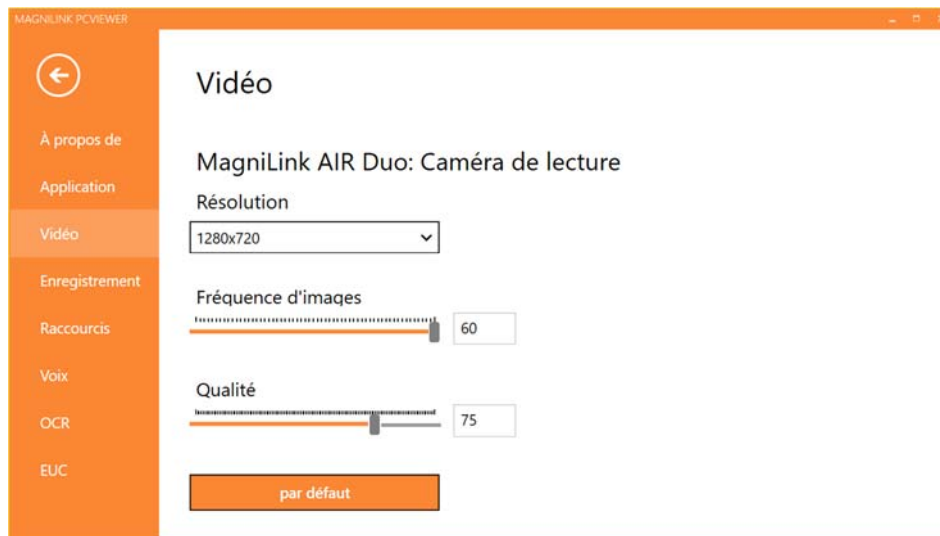 MAGNILINK PCVIEWER
À propos de
Application
Vidéo
Enregistrement
Raccourcis
Voix
OCR
EUC
Vidéo
MagniLink AIR Duo: Caméra de lecture
Résolution
1280x720
Fréquence d'images
60
Qualité
75
par défaut